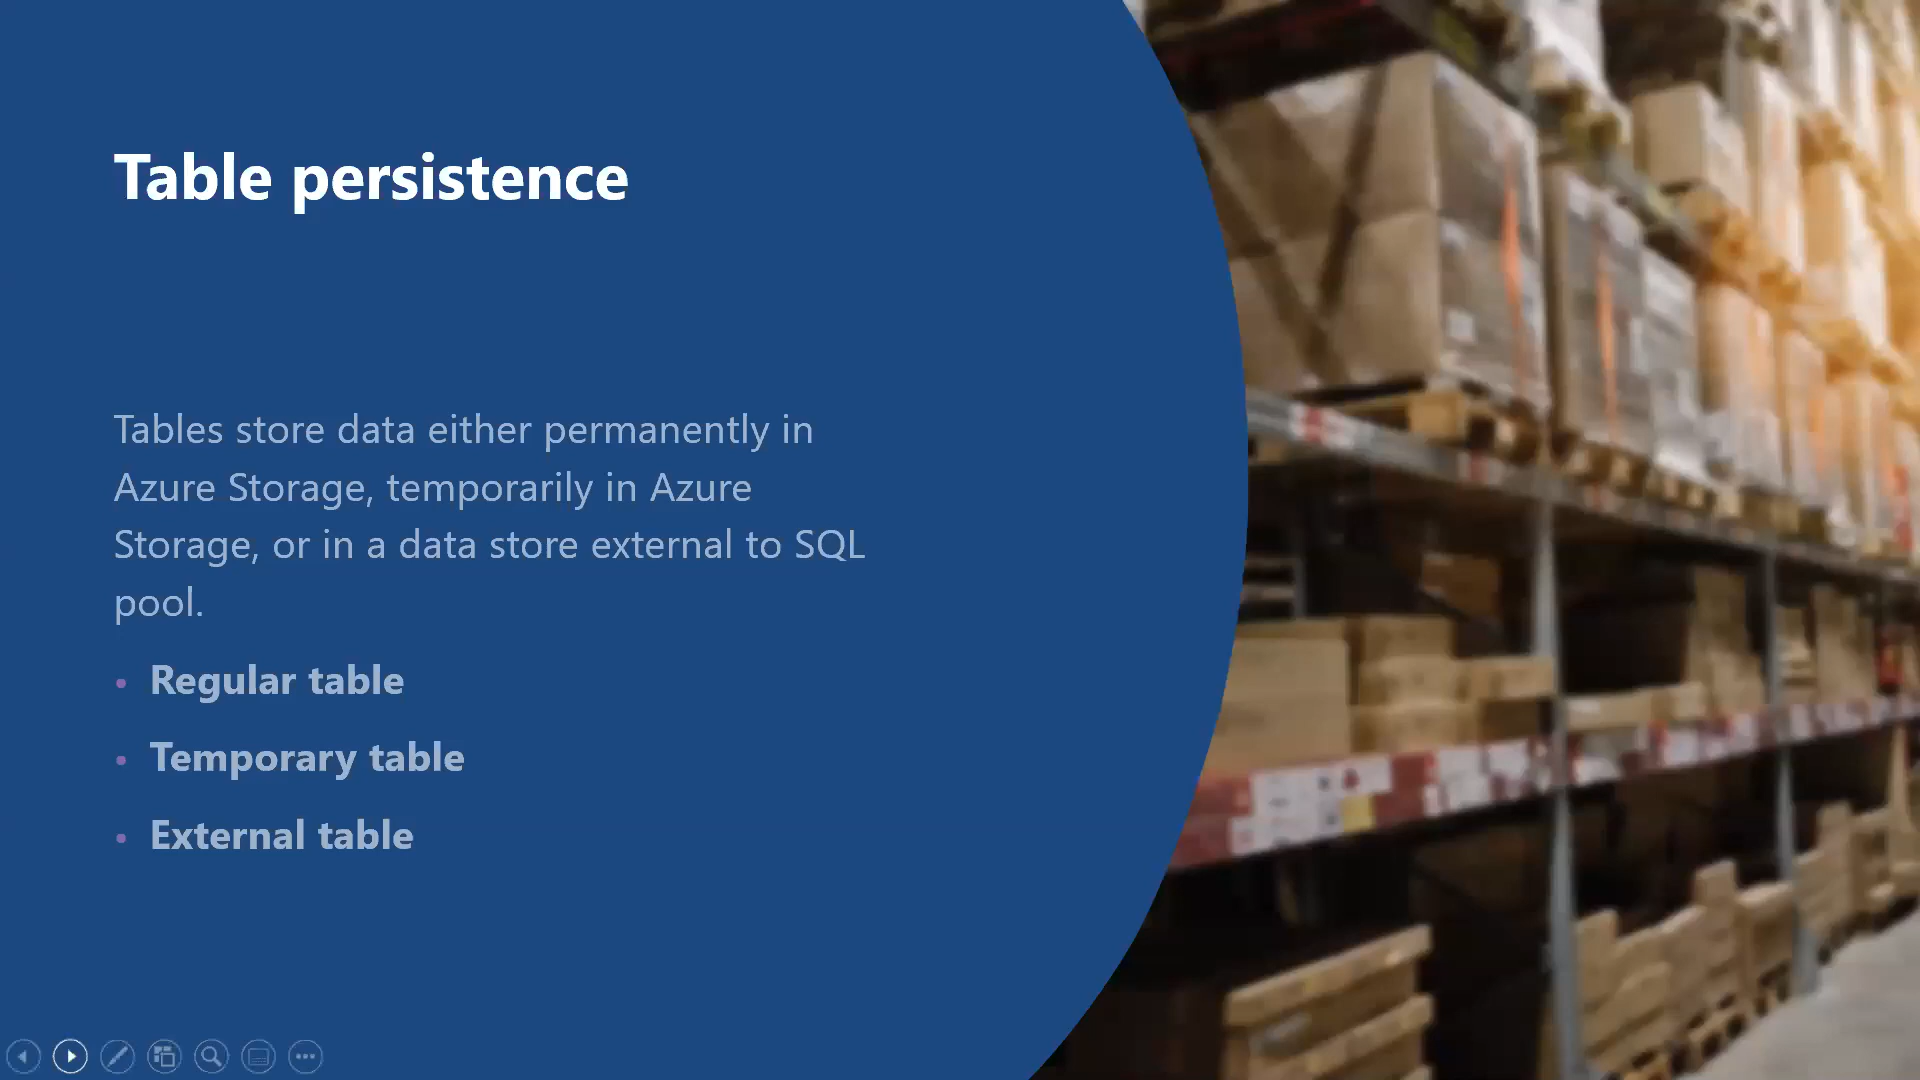 Table persistence
Tables store data either permanently in
Azure Storage, temporarily in Azure
Storage, or in a data store external to SQL
pool.
• Regular table
• Temporary table
• External table